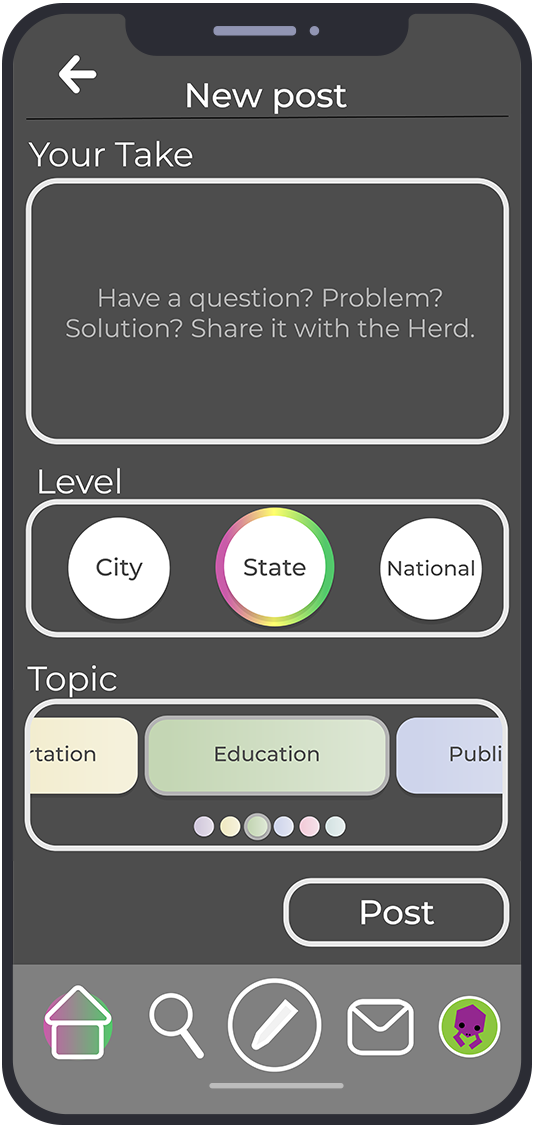 New post
Your Take
Have a question? Problem?
Solution? Share it with the Herd.
Level
City State National
Topic
rtation Education Publi
Post